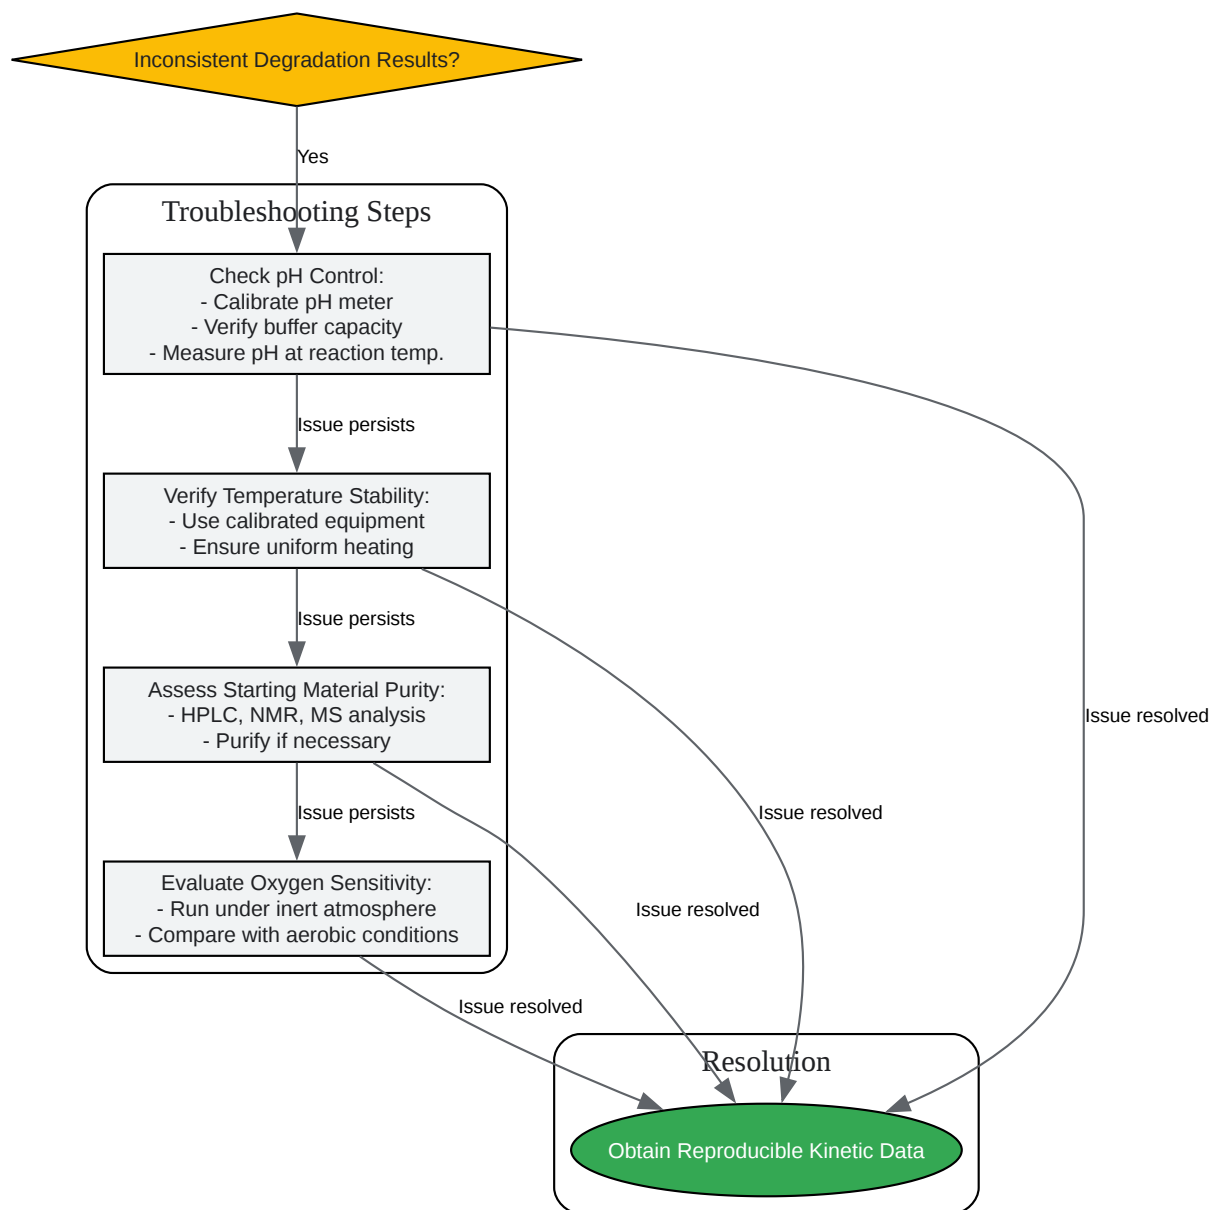 Inconsistent Degradation Results?
Yes
Troubleshooting Steps
Check pH Control:
- Calibrate pH meter
- Verify buffer capacity
- Measure pH at reaction temp.
Issue persists
Verify Temperature Stability:
- Use calibrated equipment
- Ensure uniform heating
Issue persists
Assess Starting Material Purity:
- HPLC, NMR, MS analysis
- Purify if necessary
Issue resolved
Issue persists
Issue resolved
Evaluate Oxygen Sensitivity:
- Run under inert atmosphere
- Compare with aerobic conditions
Issue resolved
Issue resolved
Resolution
Obtain Reproducible Kinetic Data